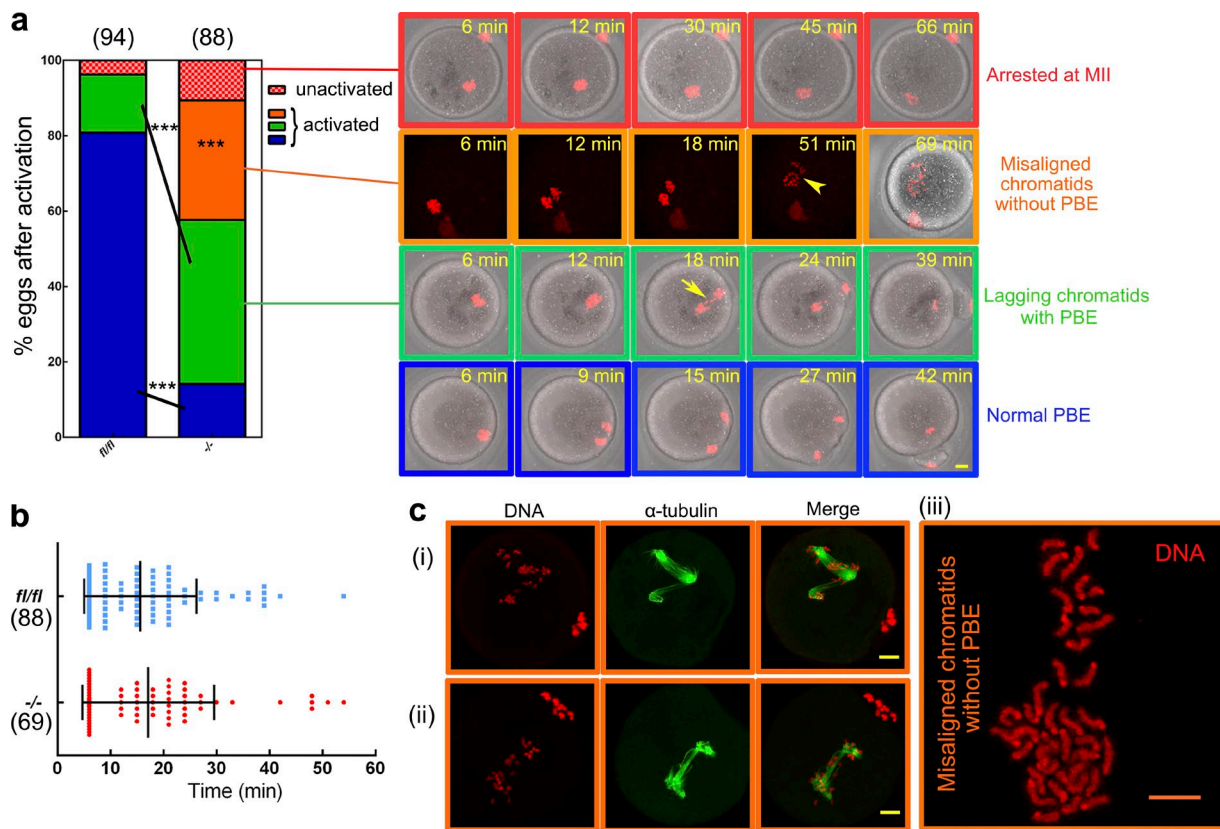 a
(94)
(88)
% eggs after activation
100
80
60
40
20
0
fl/fl
-/-
***
***
***
unactivated
activated
6 min
12 min
30 min
45 min
66 min
Arrested at MII
6 min
12 min
18 min
51 min
69 min
Misaligned
chromatids
without PBE
6 min
12 min
18 min
24 min
39 min
Lagging chromatids
with PBE
6 min
9 min
15 min
27 min
42 min
Normal PBE
b
fl/fl
(88)
-/-
(69)
0
10
20
30
40
50
60
Time (min)
c
DNA
α-tubulin
Merge
(i)
(ii)
(iii)
Misaligned chromatids
without PBE
DNA